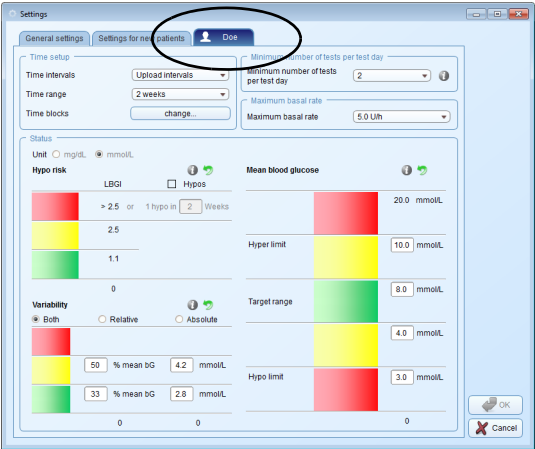 Settings
General settings Settings for new patients Doe
Time setup
Time intervals Upload intervals
Time range 2 weeks
Time blocks change...
Minimum number of tests per test day
Minimum number of tests
per test day 2
Maximum basal rate
Maximum basal rate 5.0 U/h
Status
Unit mg/dL mmol/L
Hypo risk
LBGI Hypos
> 2.5 or 1 hypo in 2 Weeks
2.5
1.1
0
Variability
Both Relative Absolute
50 % mean bG 4.2 mmol/L
33 % mean bG 2.8 mmol/L
0 0
Mean blood glucose
20.0 mmol/L
Hyper limit 10.0 mmol/L
8.0 mmol/L
Target range
4.0 mmol/L
Hypo limit 3.0 mmol/L
0
OK
Cancel